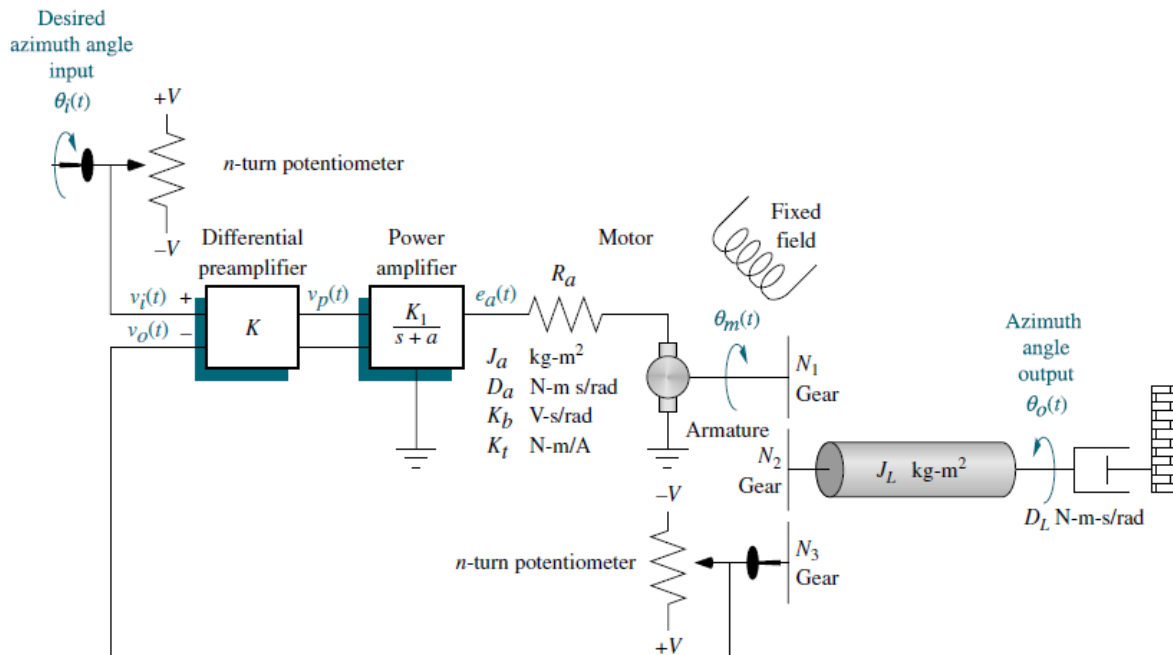 Desired
azimuth angle
input
θi(t)
+V
n-turn potentiometer
–V
Differential
preamplifier
Power
amplifier
Motor
Fixed
field
vi(t)
+
vo(t)
–
K
vp(t)
K1
s + a
ea(t)
Ra
Ja kg-m²
Da N-m s/rad
Kb V-s/rad
Kt N-m/A
θm(t)
N1
Gear
Armature
N2
Gear
JL kg-m²
Azimuth
angle
output
θo(t)
DL N-m-s/rad
–V
n-turn potentiometer
+V
N3
Gear